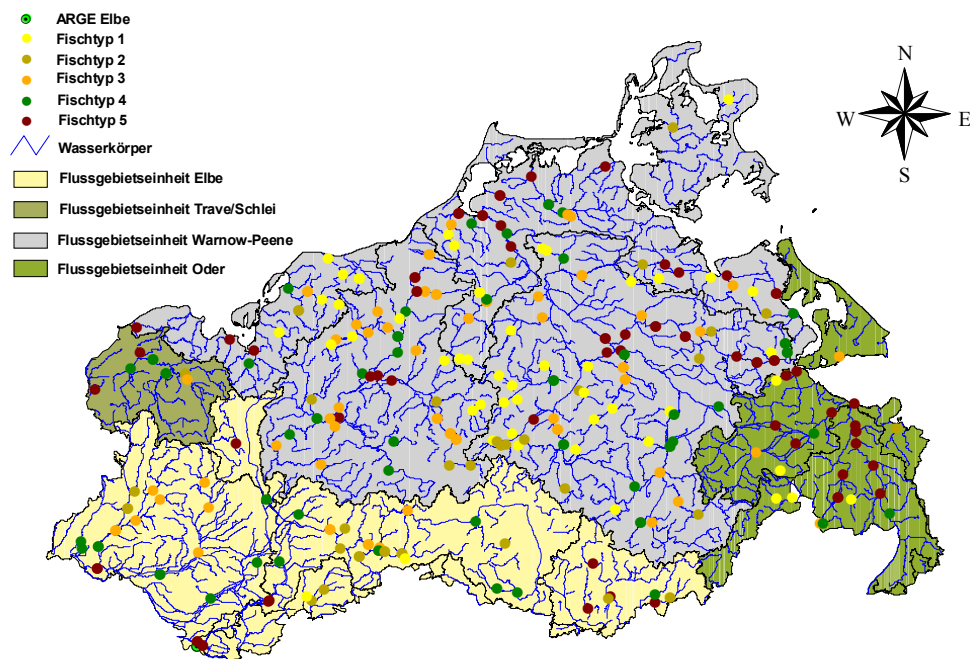 ARGE Elbe
Fischtyp 1
Fischtyp 2
Fischtyp 3
Fischtyp 4
Fischtyp 5
Wasserkörper
Flussgebietseinheit Elbe
Flussgebietseinheit Trave/Schlei
Flussgebietseinheit Warnow-Peene
Flussgebietseinheit Oder
N
W E
S